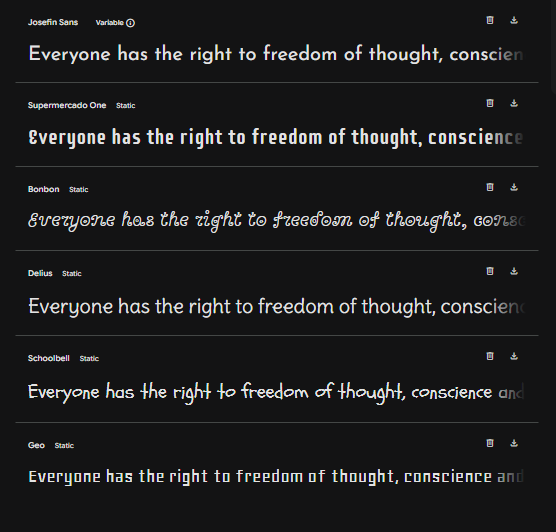 Josefin Sans Variable
Everyone has the right to freedom of thought, conscien
Supermercado One Static
Everyone has the right to freedom of thought, conscience
Bonbon Static
Everyone has the right to freedom of thought, consc
Delius Static
Everyone has the right to freedom of thought, conscienc
Schoolbell Static
Everyone has the right to freedom of thought, conscience and
Geo Static
Everyone has the right to freedom of thought, conscience and